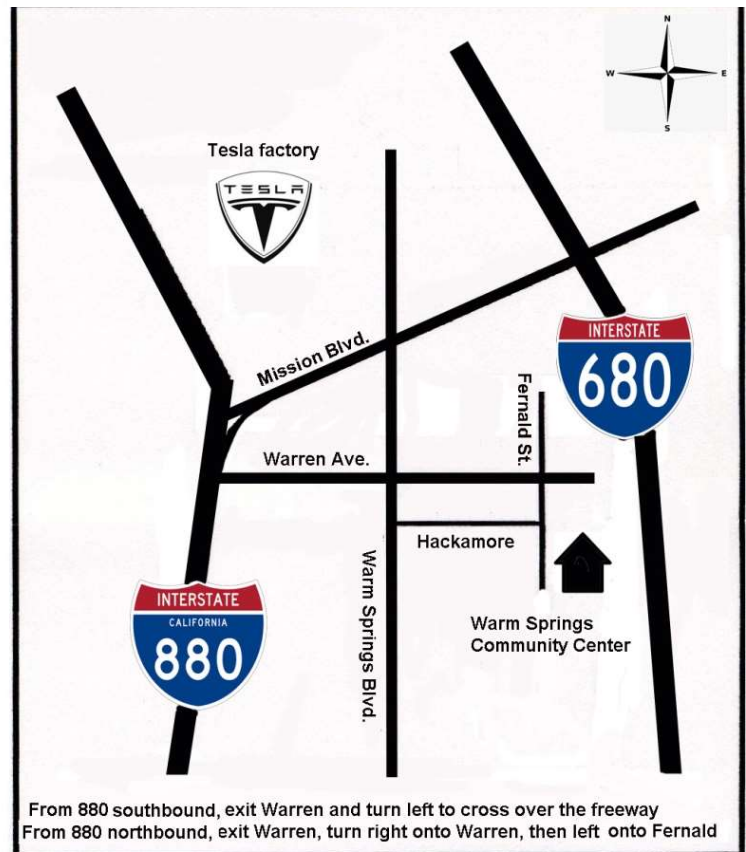 N
W E
S
Tesla factory
TESLA
INTERSTATE
680
Mission Blvd.
Fernald St.
Warren Ave.
Hackamore
Warm Springs Blvd.
Warm Springs
Community Center
INTERSTATE
CALIFORNIA
880
From 880 southbound, exit Warren and turn left to cross over the freeway
From 880 northbound, exit Warren, turn right onto Warren, then left onto Fernald